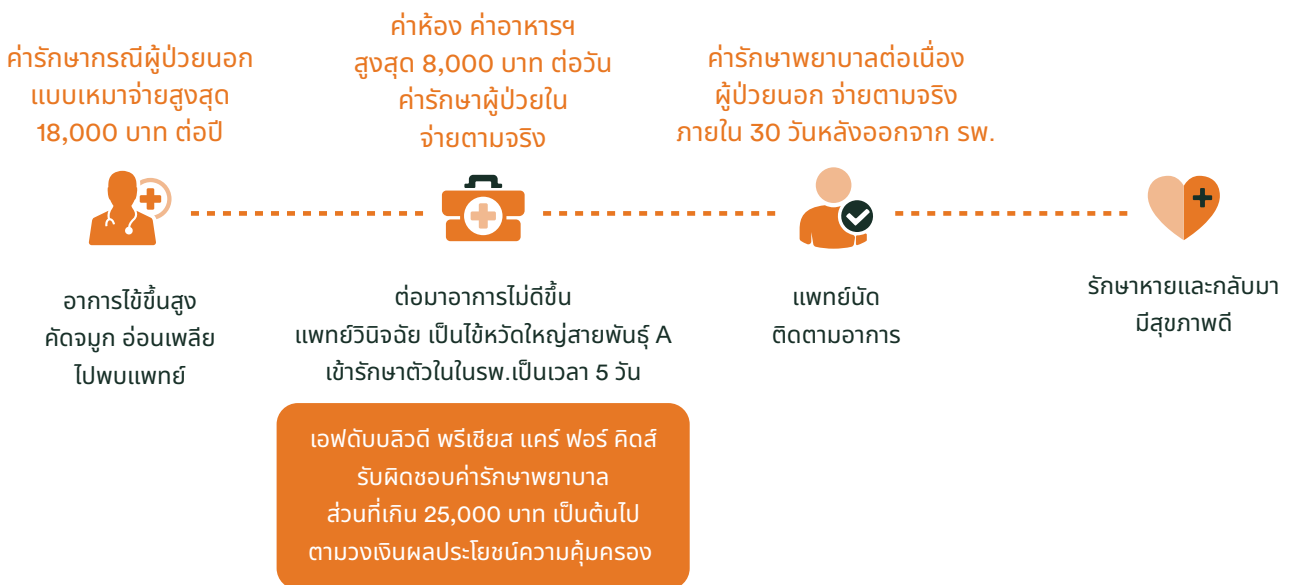 ค่ารักษากรณีผู้ป่วยนอก
แบบเหมาจ่ายสูงสุด
18,000 บาท ต่อปี
อาการไข้ขึ้นสูง
คัดจมูก อ่อนเพลีย
ไปพบแพทย์
ค่าห้อง ค่าอาหารฯ
สูงสุด 8,000 บาท ต่อวัน
ค่ารักษาผู้ป่วยใน
จ่ายตามจริง
ต่อมาอาการไม่ดีขึ้น
แพทย์วินิจฉัย เป็นไข้หวัดใหญ่สายพันธุ์ A
เข้ารักษาตัวในรพ.เป็นเวลา 5 วัน
เอฟดับบลิวดี พรีเชียส แคร์ ฟอร์ คิดส์
รับผิดชอบค่ารักษาพยาบาล
ส่วนที่เกิน 25,000 บาท เป็นต้นไป
ตามวงเงินผลประโยชน์ความคุ้มครอง
ค่ารักษาพยาบาลต่อเนื่อง
ผู้ป่วยนอก จ่ายตามจริง
ภายใน 30 วันหลังออกจาก รพ.
แพทย์นัด
ติดตามอาการ
รักษาหายและกลับมา
มีสุขภาพดี